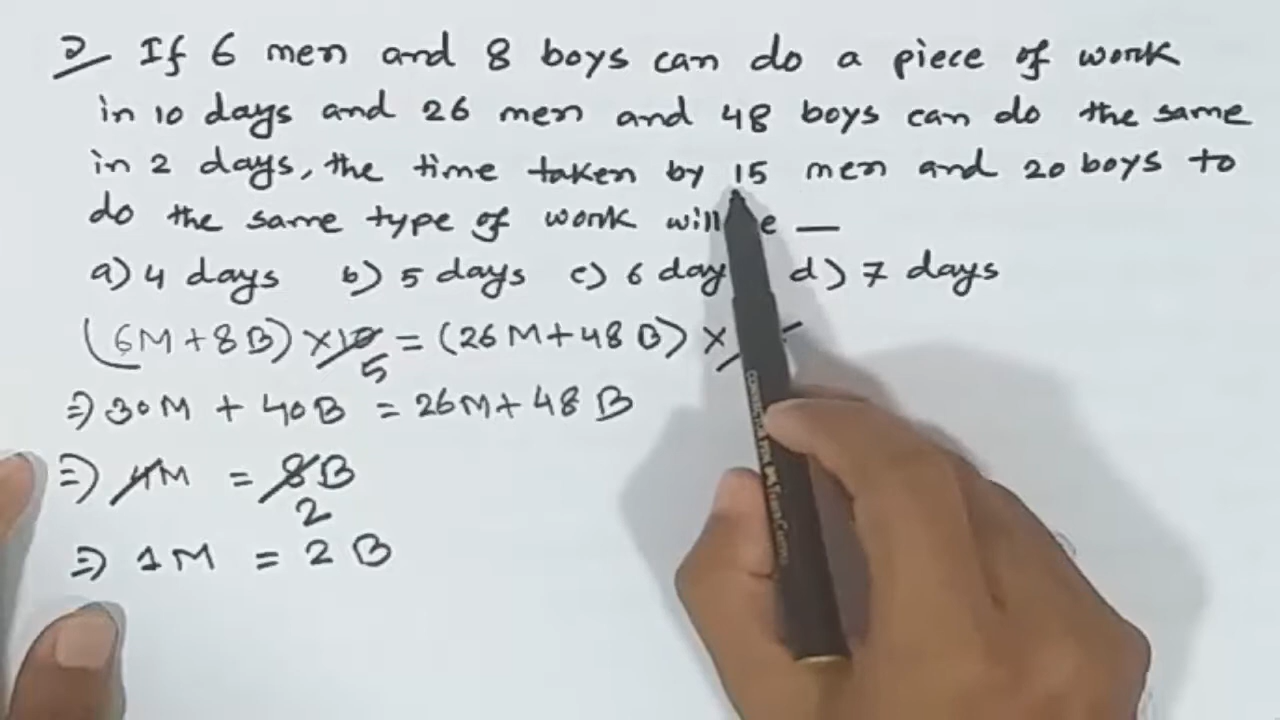 2 If 6 men and 8 boys can do a piece of work
in 10 days and 26 men and 48 boys can do the same
in 2 days, the time taken by 15 men and 20 boys to
do the same type of work will e __
a) 4 days b) 5 days c) 6 day d) 7 days
(6M+8B) ×10 = (26M+48B) ×
5
⇒ 30M + 40B = 26M+48B
⇒ 4M = 8B
2
⇒ 1M = 2B